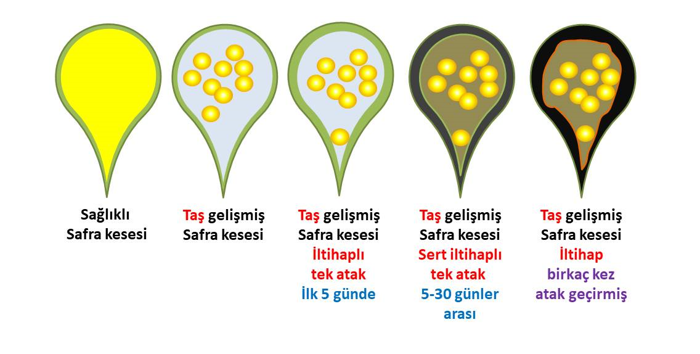 Sağlıklı
Safra kesesi
Taş gelişmiş
Safra kesesi
Taş gelişmiş
Safra kesesi
İltihaplı
tek atak
İlk 5 günde
Taş gelişmiş
Safra kesesi
Sert iltihaplı
tek atak
5-30 günler
arası
Taş gelişmiş
Safra kesesi
İltihap
birkaç kez
atak geçirmiş